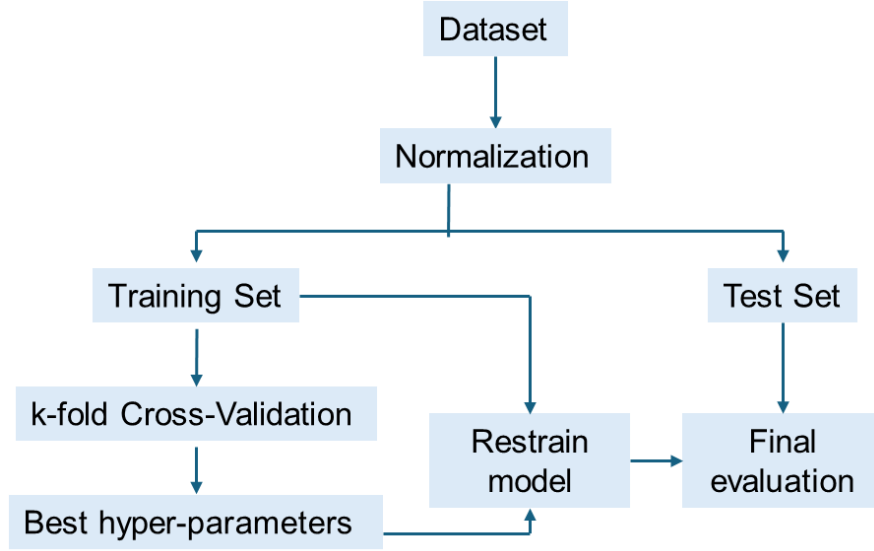 Dataset
Normalization
Training Set
Test Set
k-fold Cross-Validation
Restrain
model
Final
evaluation
Best hyper-parameters